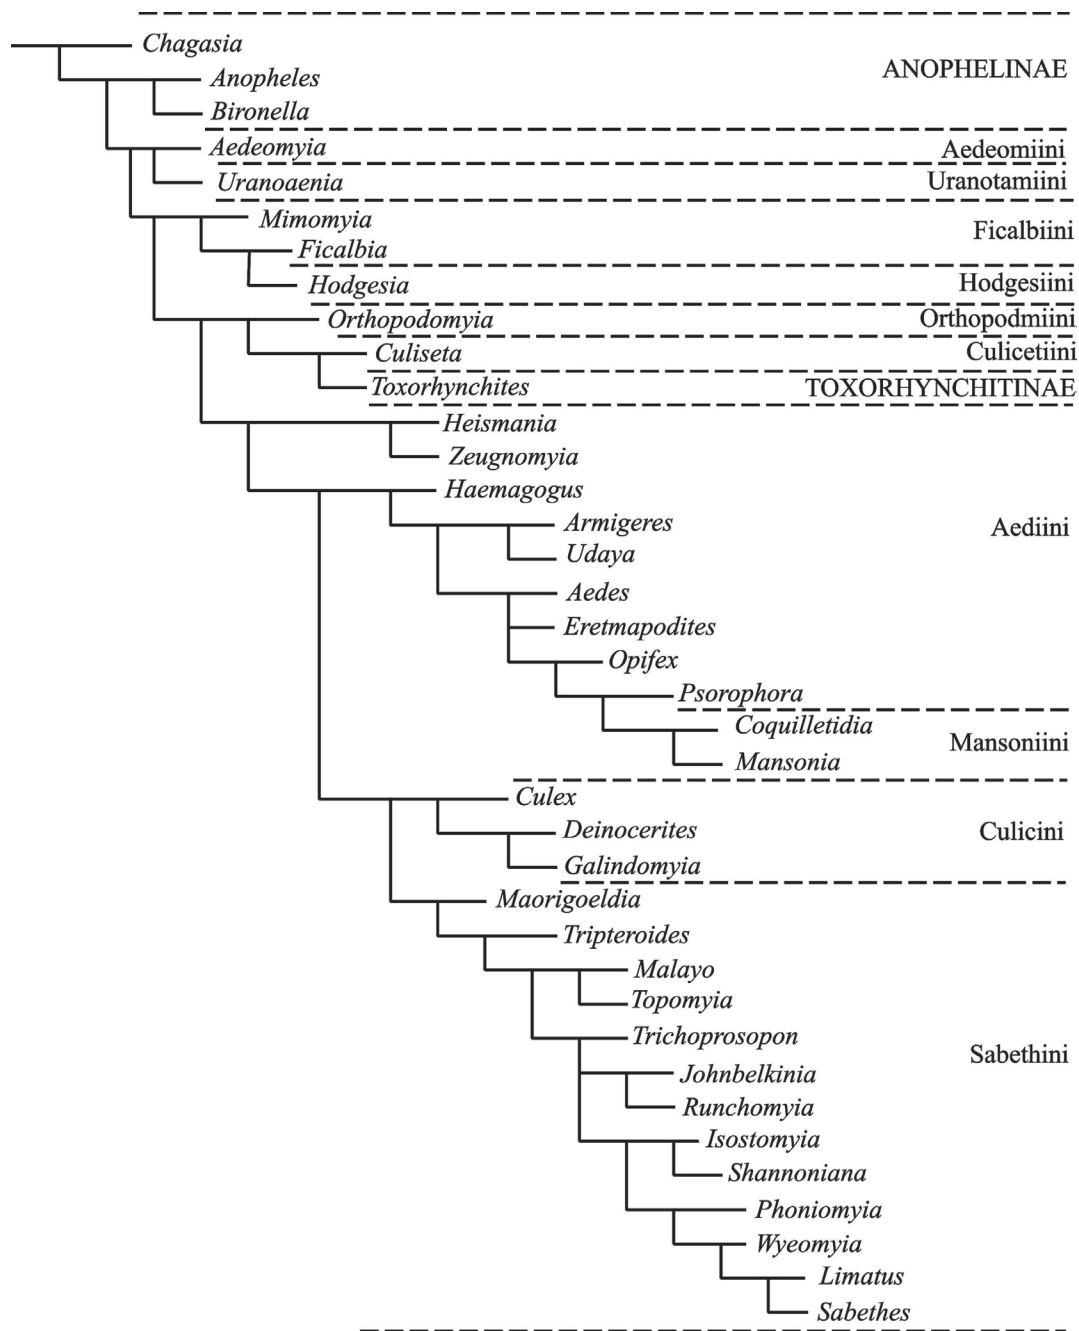 Chagasia
ANOPHELINAE
Anopheles
Bironella
Aedeomyia
Aedeomiini
Uranoaenia
Uranotamiini
Mimomyia
Ficalbiini
Ficalbia
Hodgesia
Hodgesiini
Orthopodomyia
Orthopodmiini
Culiseta
Culicetiini
Toxorhynchites
TOXORHYNCHITINAE
Heismania
Zeugnomyia
Haemagogus
Armigeres
Aediini
Udaya
Aedes
Eretmapodites
Opifex
Psorophora
Coquilletidia
Mansoniini
Mansonia
Culex
Deinocerites
Culicini
Galindomyia
Maorigoeldia
Tripteroides
Malayo
Topomyia
Trichoprosopon
Sabethini
Johnbelkinia
Runchomyia
Isostomyia
Shannoniana
Phoniomyia
Wyeomyia
Limatus
Sabethes